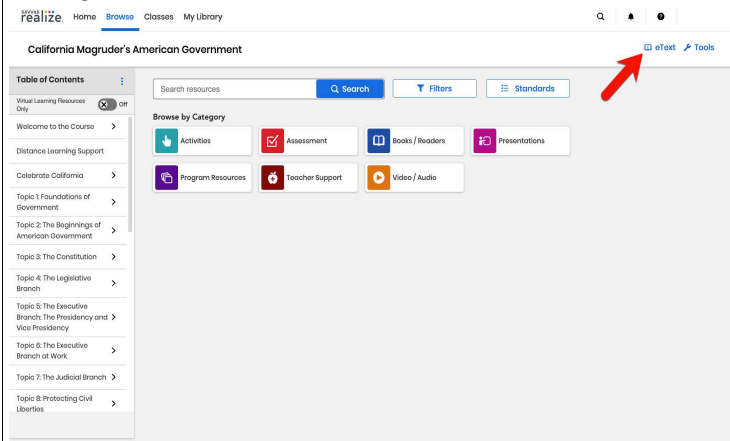 SAVVAS
realize. Home Browse Classes My Library
California Magruder's American Government
eText Tools
Table of Contents
Virtual Learning Resources
Only
Off
Welcome to the Course
Distance Learning Support
Celebrate California
Topic 1: Foundations of
Government
Topic 2: The Beginnings of
American Government
Topic 3: The Constitution
Topic 4: The Legislative
Branch
Topic 5: The Executive
Branch: The Presidency and
Vice Presidency
Topic 6: The Executive
Branch at Work
Topic 7: The Judicial Branch
Topic 8: Protecting Civil
Liberties
Search resources Search Filters Standards
Browse by Category
Activities Assessment Books / Readers Presentations
Program Resources Teacher Support Video / Audio